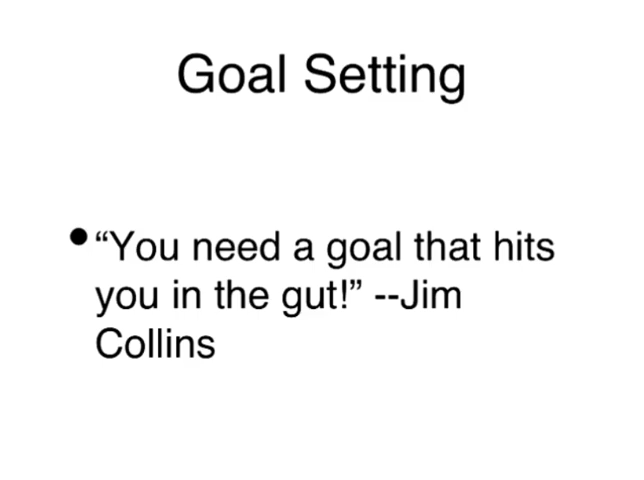 Goal Setting
• “You need a goal that hits
you in the gut!” --Jim
Collins